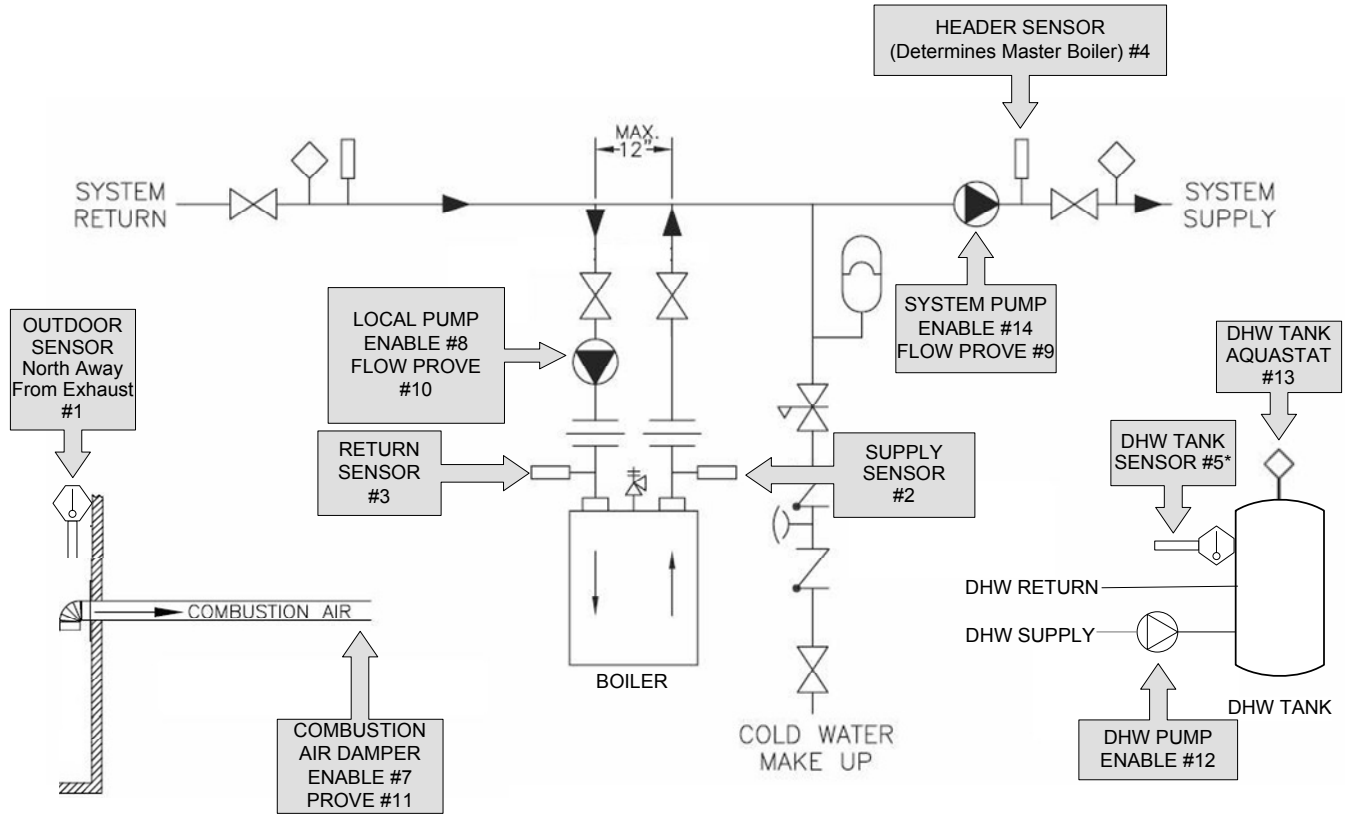 HEADER SENSOR
(Determines Master Boiler) #4
MAX.
12"
SYSTEM
RETURN
SYSTEM
SUPPLY
OUTDOOR
SENSOR
North Away
From Exhaust
#1
LOCAL PUMP
ENABLE #8
FLOW PROVE
#10
SYSTEM PUMP
ENABLE #14
FLOW PROVE #9
DHW TANK
AQUASTAT
#13
RETURN
SENSOR
#3
SUPPLY
SENSOR
#2
DHW TANK
SENSOR #5*
COMBUSTION AIR
DHW RETURN
DHW SUPPLY
BOILER
DHW TANK
COMBUSTION
AIR DAMPER
ENABLE #7
PROVE #11
COLD WATER
MAKE UP
DHW PUMP
ENABLE #12